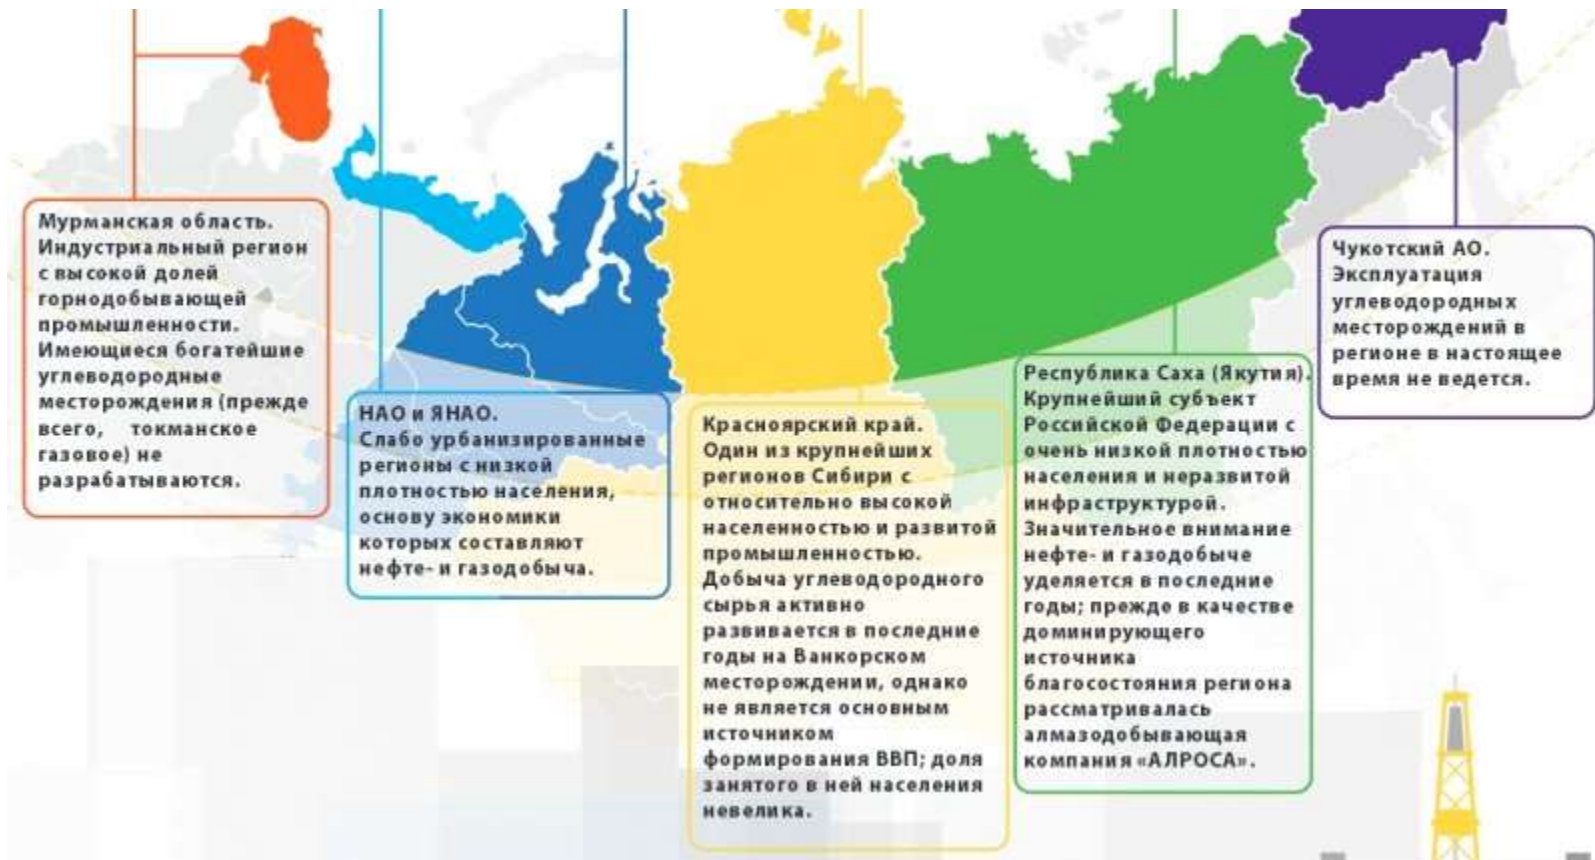 Мурманская область.
Индустриальный регион
с высокой долей
горнодобывающей
промышленности.
Имеющиеся богатейшие
углеводородные
месторождения (прежде
всего, токманское
газовое) не
разрабатываются.
НАО и ЯНАО.
Слабо урбанизированные
регионы с низкой
плотностью населения,
основу экономики
которых составляют
нефте- и газодобыча.
Красноярский край.
Один из крупнейших
регионов Сибири с
относительно высокой
населенностью и развитой
промышленностью.
Добыча углеводородного
сырья активно
развивается в последние
годы на Ванкорском
месторождении, однако
не является основным
источником
формирования ВВП; доля
занятого в ней населения
невелика.
Республика Саха (Якутия).
Крупнейший субъект
Российской Федерации с
очень низкой плотностью
населения и неразвитой
инфраструктурой.
Значительное внимание
нефте- и газодобыче
уделяется в последние
годы; прежде в качестве
доминирующего
источника
благосостояния региона
рассматривалась
алмазодобывающая
компания «АЛРОСА».
Чукотский АО.
Эксплуатация
углеводородных
месторождений в
регионе в настоящее
время не ведется.